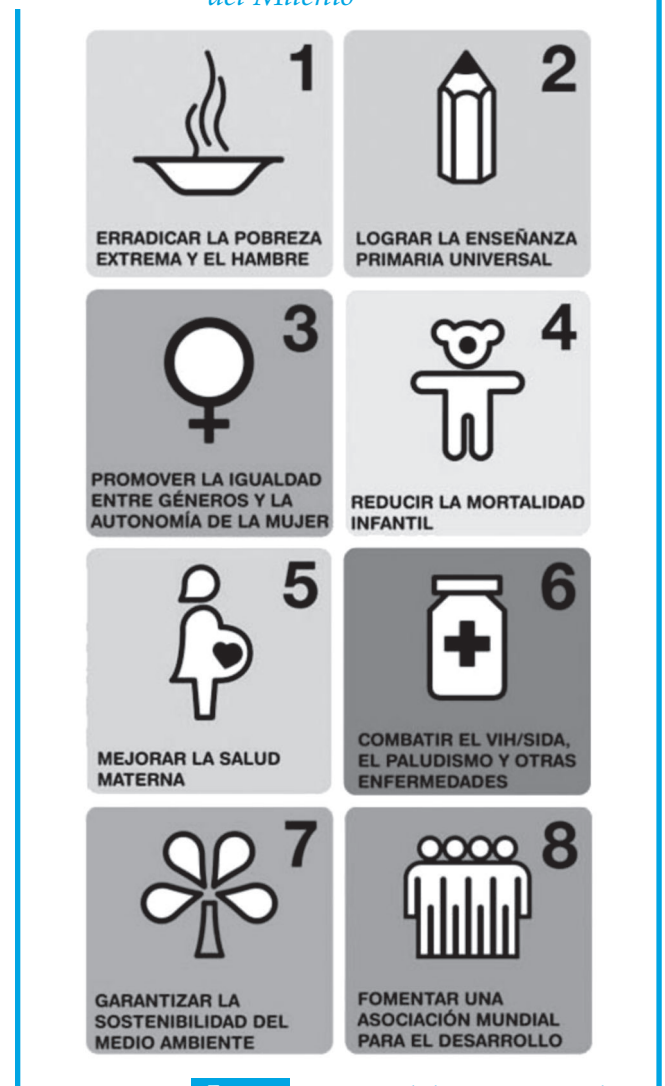 del Milenio
1
ERRADICAR LA POBREZA
EXTREMA Y EL HAMBRE
2
LOGRAR LA ENSEÑANZA
PRIMARIA UNIVERSAL
3
PROMOVER LA IGUALDAD
ENTRE GÉNEROS Y LA
AUTONOMÍA DE LA MUJER
4
REDUCIR LA MORTALIDAD
INFANTIL
5
MEJORAR LA SALUD
MATERNA
6
COMBATIR EL VIH/SIDA,
EL PALUDISMO Y OTRAS
ENFERMEDADES
7
GARANTIZAR LA
SOSTENIBILIDAD DEL
MEDIO AMBIENTE
8
FOMENTAR UNA
ASOCIACIÓN MUNDIAL
PARA EL DESARROLLO